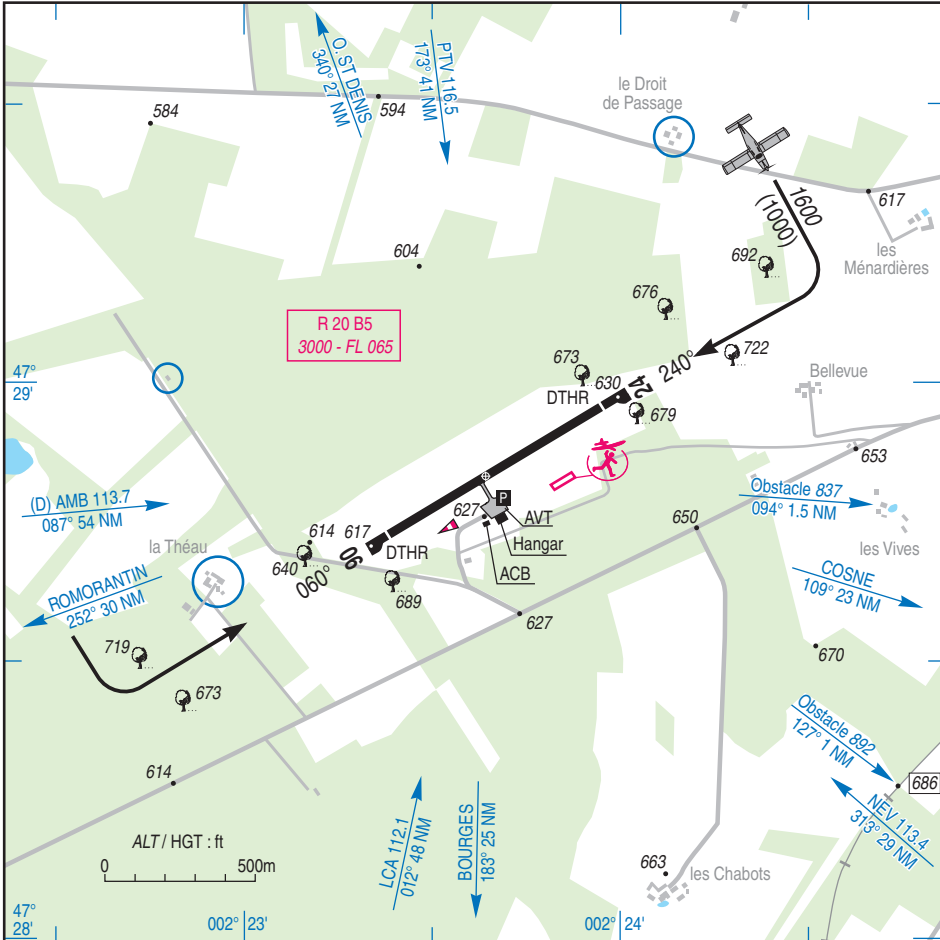 O. ST DENIS
340° 27 NM
PTV 116.5
173° 41 NM
le Droit
de Passage
584
594
617
les
Ménardières
1600
(1000)
604
692
676
R 20 B5
3000 - FL 065
722
240°
47°
29'
673
630
24
DTHR
679
Bellevue
653
(D) AMB 113.7
087° 54 NM
P
627
AVT
Hangar
ACB
650
Obstacle 837
094° 1.5 NM
les Vives
614
617
DTHR
06
640
060°
689
la Théau
ROMORANTIN
252° 30 NM
COSNE
109° 23 NM
627
719
670
673
Obstacle 892
127° 1 NM
686
614
NEV 113.4
313° 29 NM
ALT / HGT : ft
0
500m
LCA 112.1
012° 48 NM
BOURGES
183° 25 NM
663
les Chabots
47°
28'
002° 23'
002° 24'